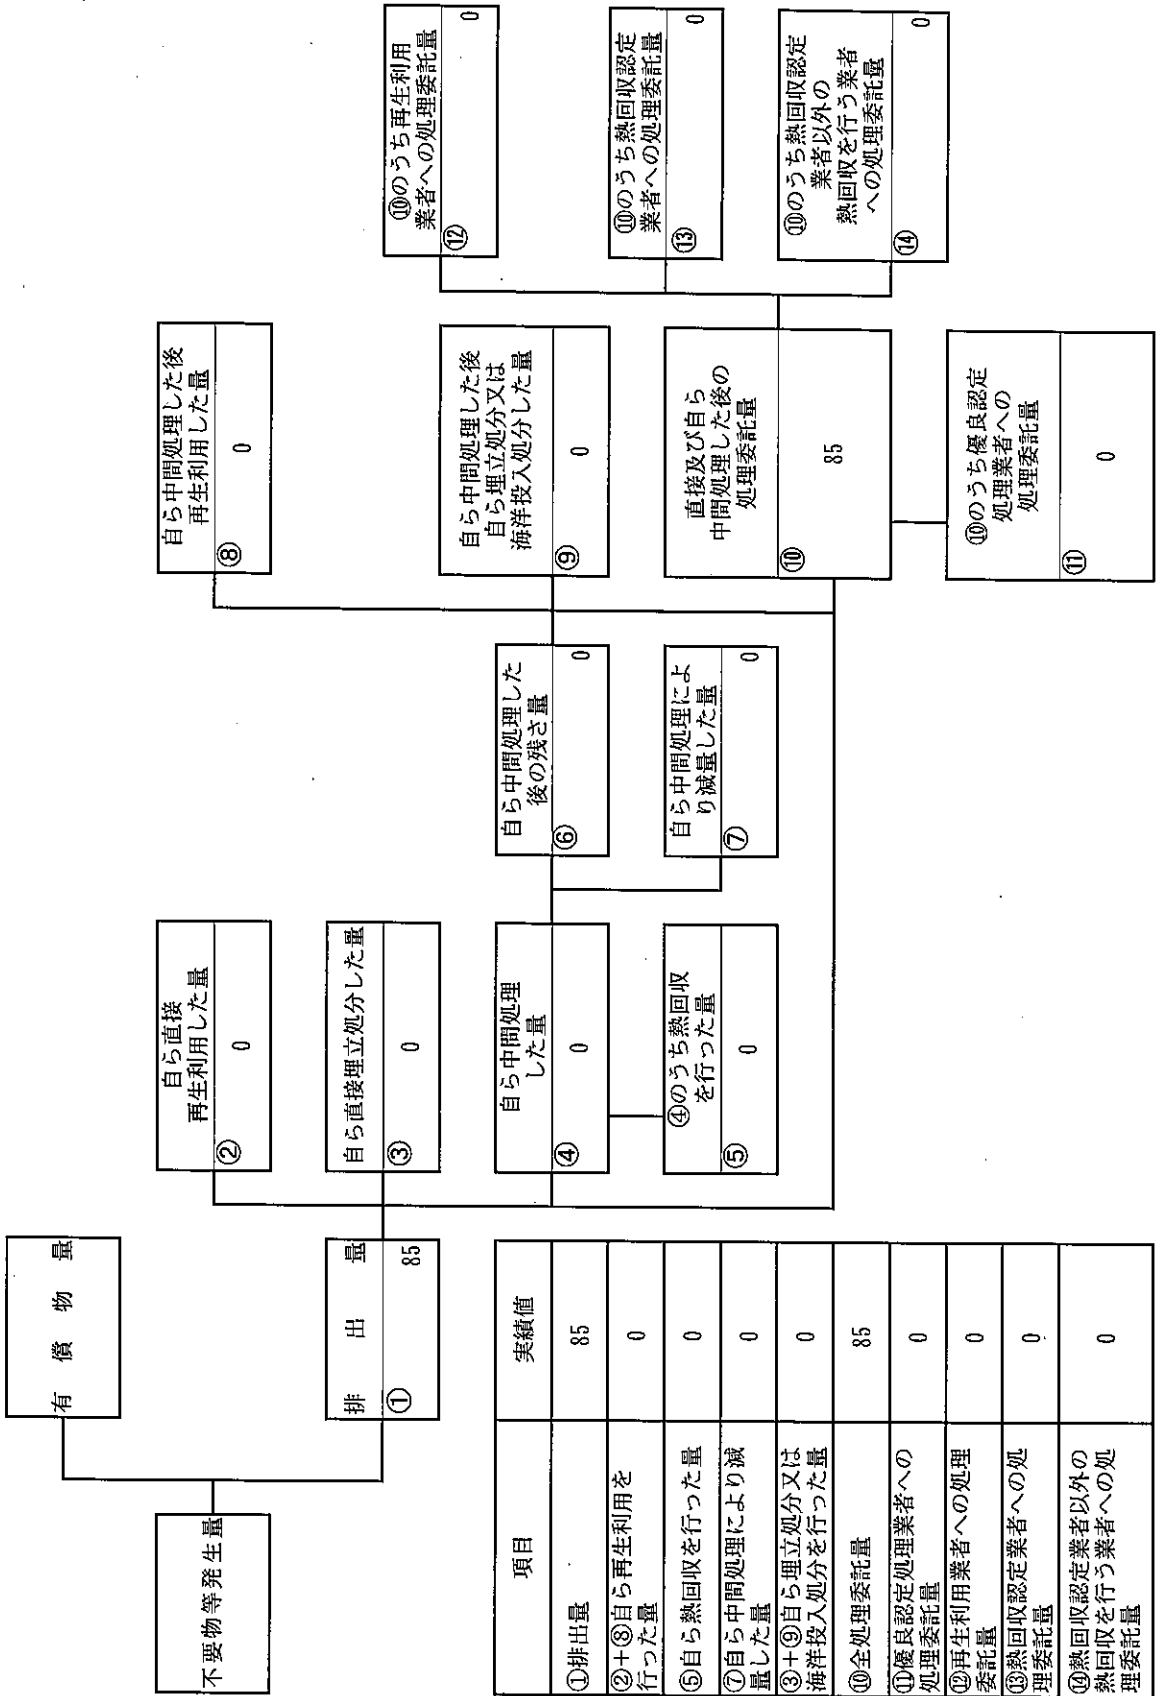 不要物等発生量
有償物量
排出量
①
85
自ら直接
再生利用した量
②
0
自ら直接埋立処分した量
③
0
自ら中間処理
した量
④
0
④のうち熱回収
を行った量
⑤
0
自ら中間処理した
後の残さ量
⑥
0
自ら中間処理によ
り減量した量
⑦
0
自ら中間処理した後
再生利用した量
⑧
0
自ら中間処理した後
自ら埋立処分又は
海洋投入処分した量
⑨
0
直接及び自ら
中間処理した後の
処理委託量
⑩
85
⑩のうち優良認定
処理業者への
処理委託量
⑪
0
⑩のうち再生利用
業者への処理委託量
⑫
0
⑩のうち熱回収認定
業者への処理委託量
⑬
0
⑩のうち熱回収認定
業者以外の
熱回収を行う業者
への処理委託量
⑭
0
項目 実績値
①排出量 85
②+⑧自ら再生利用を
行った量 0
⑤自ら熱回収を行った量 0
⑦自ら中間処理により減
量した量 0
③+⑨自ら埋立処分又は
海洋投入処分を行った量 0
⑩全処理委託量 85
⑪優良認定処理業者への
処理委託量 0
⑫再生利用業者への処理
委託量 0
⑬熱回収認定業者への処
理委託量 0
⑭熱回収認定業者以外の
熱回収を行う業者への処
理委託量 0